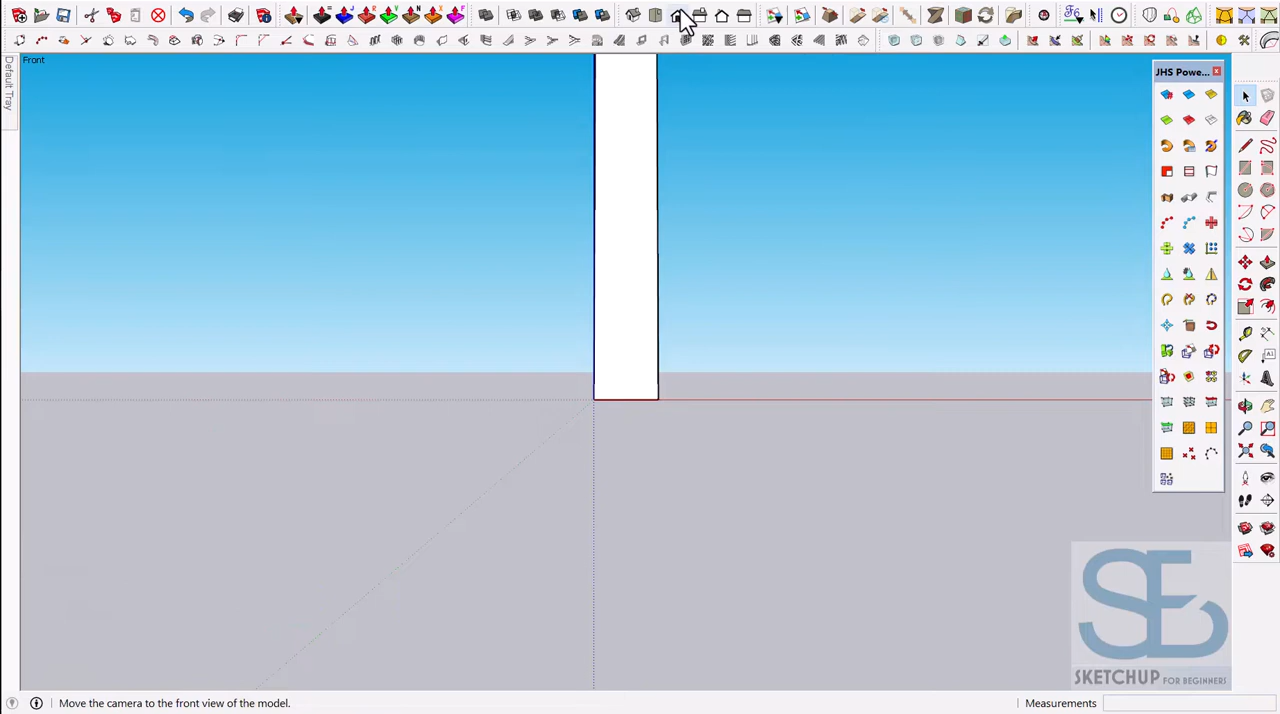 Front
Default Tray
JHS Powe...
SE
SKETCHUP FOR BEGINNERS
Move the camera to the front view of the model.
Measurements